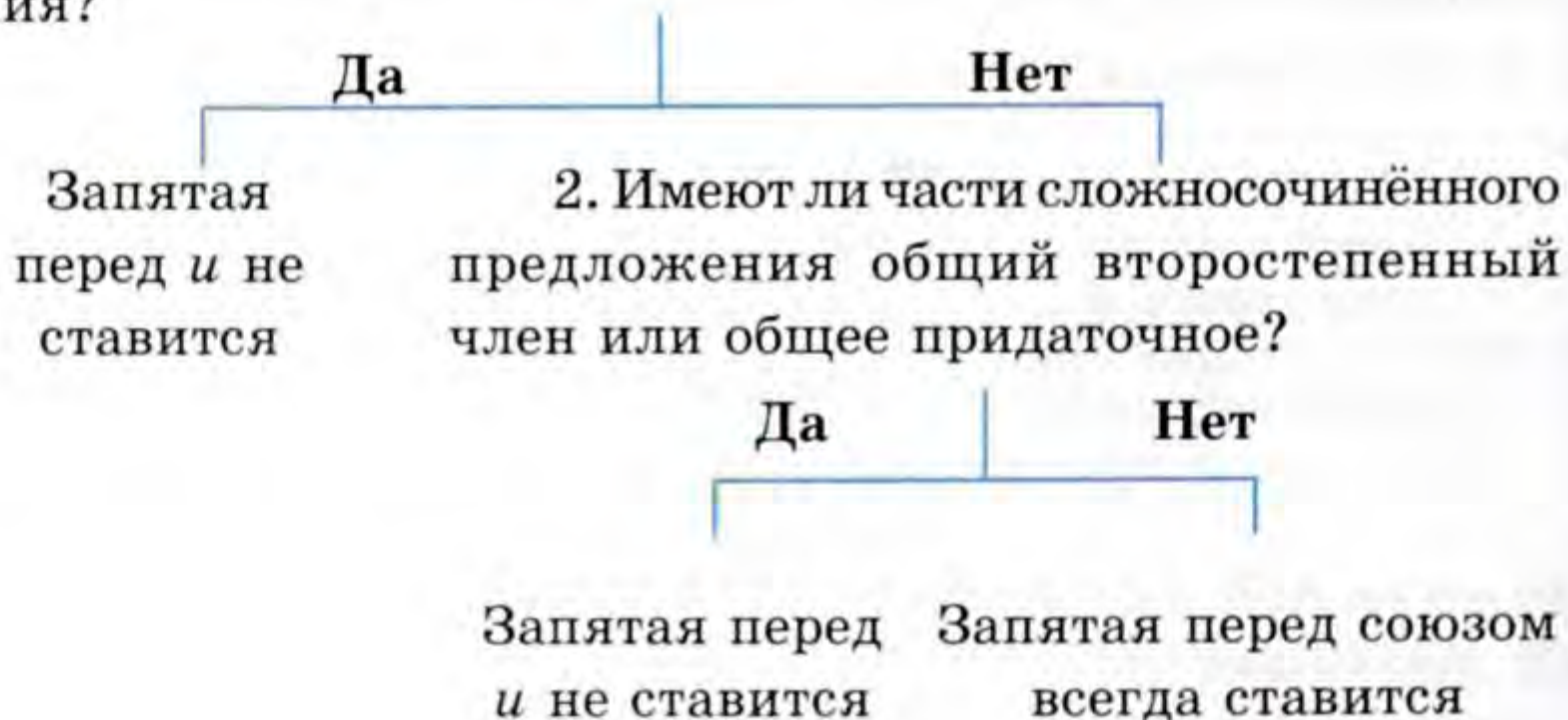 ия?
Да Нет
Запятая
перед и не
ставится
2. Имеют ли части сложносочинённого
предложения общий второстепенный
член или общее придаточное?
Да Нет
Запятая перед
и не ставится
Запятая перед союзом
всегда ставится